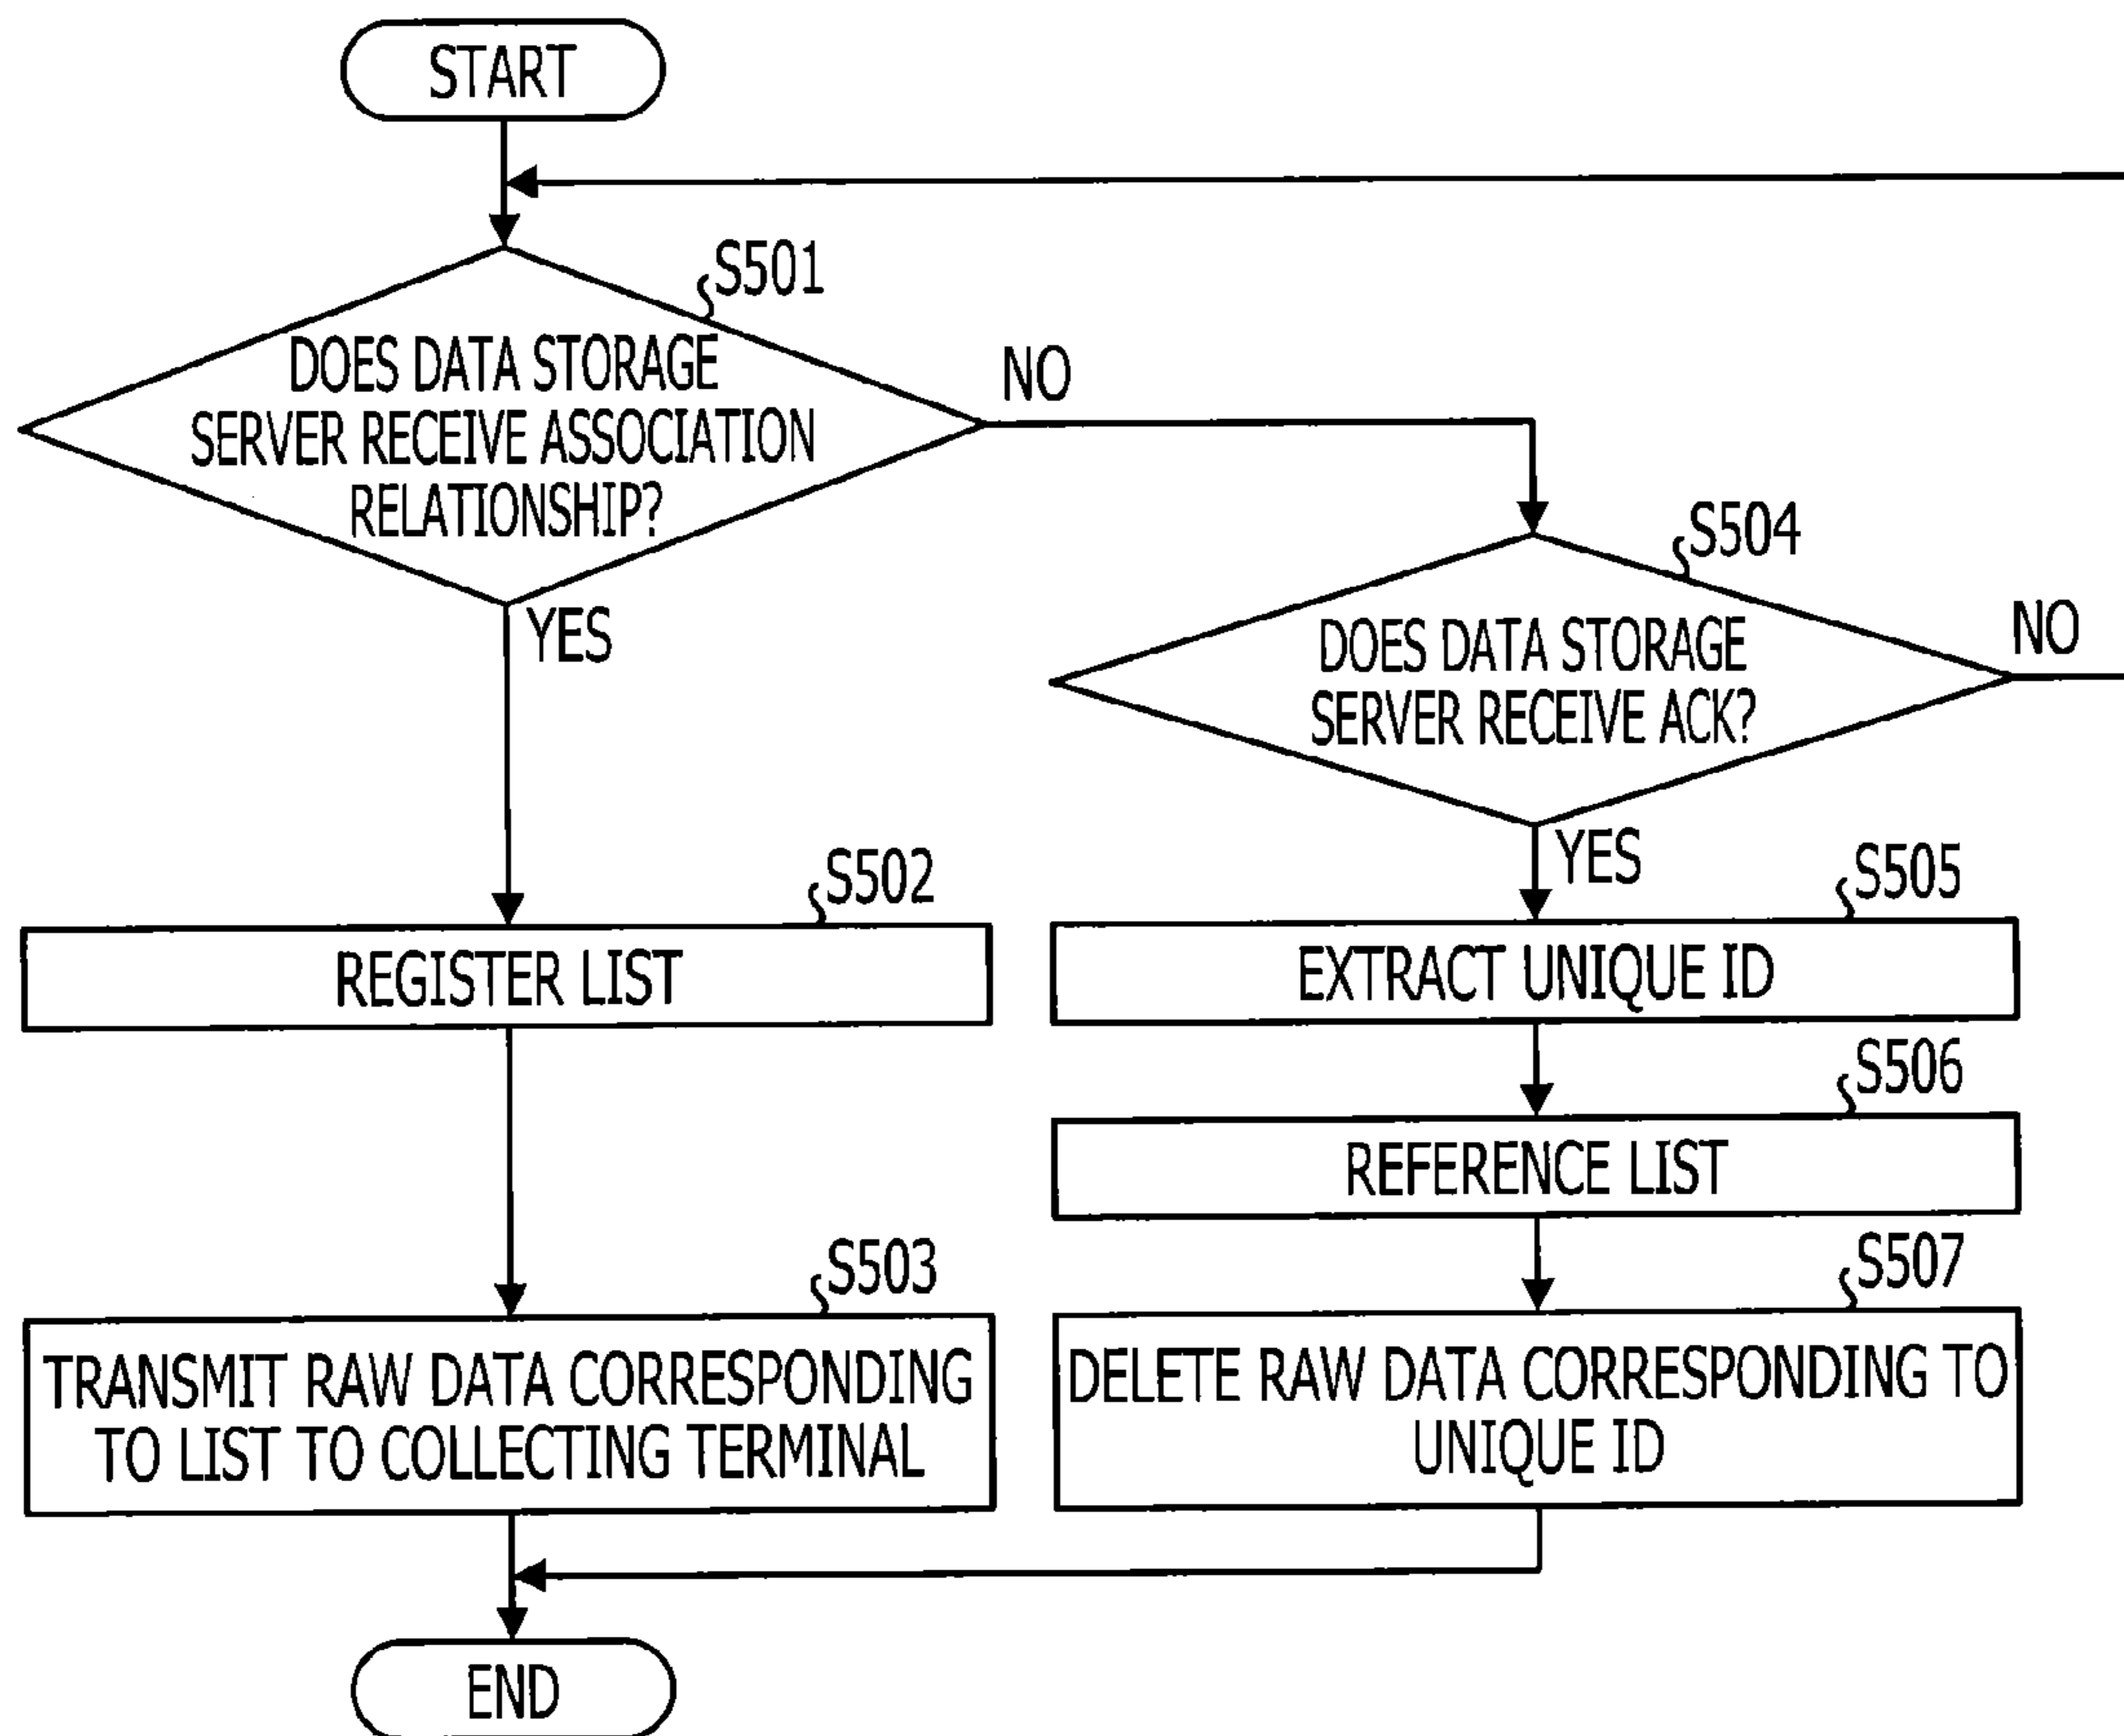 START
S501
DOES DATA STORAGE
SERVER RECEIVE ASSOCIATION
RELATIONSHIP?
NO
YES
S504
DOES DATA STORAGE
SERVER RECEIVE ACK?
NO
YES
S502
REGISTER LIST
S505
EXTRACT UNIQUE ID
S506
REFERENCE LIST
S503
TRANSMIT RAW DATA CORRESPONDING
TO LIST TO COLLECTING TERMINAL
S507
DELETE RAW DATA CORRESPONDING TO
UNIQUE ID
END